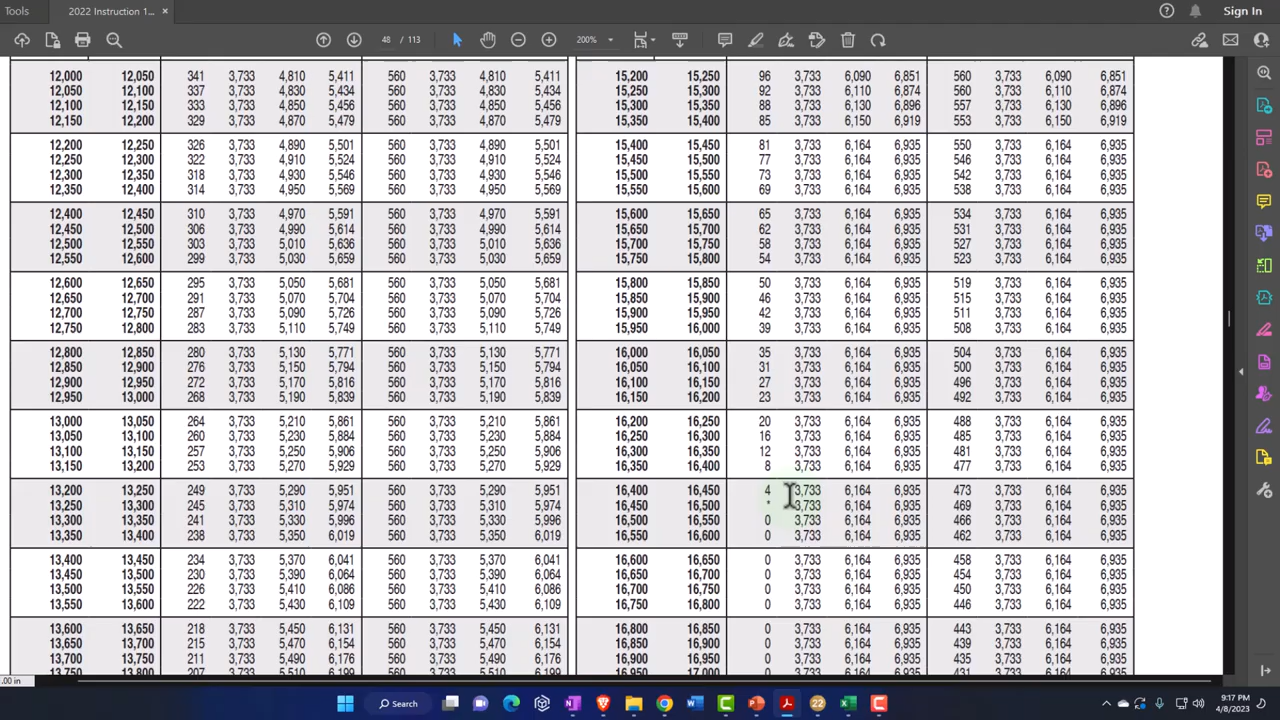 Tools
2022 Instruction 1... ×
Sign In
48 / 113
200%
12,000 12,050 341 3,733 4,810 5,411 560 3,733 4,810 5,411 15,200 15,250 96 3,733 6,090 6,851 560 3,733 6,090 6,851
12,050 12,100 337 3,733 4,830 5,434 560 3,733 4,830 5,434 15,250 15,300 92 3,733 6,110 6,874 560 3,733 6,110 6,874
12,100 12,150 333 3,733 4,850 5,456 560 3,733 4,850 5,456 15,300 15,350 88 3,733 6,130 6,896 557 3,733 6,130 6,896
12,150 12,200 329 3,733 4,870 5,479 560 3,733 4,870 5,479 15,350 15,400 85 3,733 6,150 6,919 553 3,733 6,150 6,919
12,200 12,250 326 3,733 4,890 5,501 560 3,733 4,890 5,501 15,400 15,450 81 3,733 6,164 6,935 550 3,733 6,164 6,935
12,250 12,300 322 3,733 4,910 5,524 560 3,733 4,910 5,524 15,450 15,500 77 3,733 6,164 6,935 546 3,733 6,164 6,935
12,300 12,350 318 3,733 4,930 5,546 560 3,733 4,930 5,546 15,500 15,550 73 3,733 6,164 6,935 542 3,733 6,164 6,935
12,350 12,400 314 3,733 4,950 5,569 560 3,733 4,950 5,569 15,550 15,600 69 3,733 6,164 6,935 538 3,733 6,164 6,935
12,400 12,450 310 3,733 4,970 5,591 560 3,733 4,970 5,591 15,600 15,650 65 3,733 6,164 6,935 534 3,733 6,164 6,935
12,450 12,500 306 3,733 4,990 5,614 560 3,733 4,990 5,614 15,650 15,700 62 3,733 6,164 6,935 531 3,733 6,164 6,935
12,500 12,550 303 3,733 5,010 5,636 560 3,733 5,010 5,636 15,700 15,750 58 3,733 6,164 6,935 527 3,733 6,164 6,935
12,550 12,600 299 3,733 5,030 5,659 560 3,733 5,030 5,659 15,750 15,800 54 3,733 6,164 6,935 523 3,733 6,164 6,935
12,600 12,650 295 3,733 5,050 5,681 560 3,733 5,050 5,681 15,800 15,850 50 3,733 6,164 6,935 519 3,733 6,164 6,935
12,650 12,700 291 3,733 5,070 5,704 560 3,733 5,070 5,704 15,850 15,900 46 3,733 6,164 6,935 515 3,733 6,164 6,935
12,700 12,750 287 3,733 5,090 5,726 560 3,733 5,090 5,726 15,900 15,950 42 3,733 6,164 6,935 511 3,733 6,164 6,935
12,750 12,800 283 3,733 5,110 5,749 560 3,733 5,110 5,749 15,950 16,000 39 3,733 6,164 6,935 508 3,733 6,164 6,935
12,800 12,850 280 3,733 5,130 5,771 560 3,733 5,130 5,771 16,000 16,050 35 3,733 6,164 6,935 504 3,733 6,164 6,935
12,850 12,900 276 3,733 5,150 5,794 560 3,733 5,150 5,794 16,050 16,100 31 3,733 6,164 6,935 500 3,733 6,164 6,935
12,900 12,950 272 3,733 5,170 5,816 560 3,733 5,170 5,816 16,100 16,150 27 3,733 6,164 6,935 496 3,733 6,164 6,935
12,950 13,000 268 3,733 5,190 5,839 560 3,733 5,190 5,839 16,150 16,200 23 3,733 6,164 6,935 492 3,733 6,164 6,935
13,000 13,050 264 3,733 5,210 5,861 560 3,733 5,210 5,861 16,200 16,250 20 3,733 6,164 6,935 488 3,733 6,164 6,935
13,050 13,100 260 3,733 5,230 5,884 560 3,733 5,230 5,884 16,250 16,300 16 3,733 6,164 6,935 485 3,733 6,164 6,935
13,100 13,150 257 3,733 5,250 5,906 560 3,733 5,250 5,906 16,300 16,350 12 3,733 6,164 6,935 481 3,733 6,164 6,935
13,150 13,200 253 3,733 5,270 5,929 560 3,733 5,270 5,929 16,350 16,400 8 3,733 6,164 6,935 477 3,733 6,164 6,935
13,200 13,250 249 3,733 5,290 5,951 560 3,733 5,290 5,951 16,400 16,450 4 3,733 6,164 6,935 473 3,733 6,164 6,935
13,250 13,300 245 3,733 5,310 5,974 560 3,733 5,310 5,974 16,450 16,500 * 3,733 6,164 6,935 469 3,733 6,164 6,935
13,300 13,350 241 3,733 5,330 5,996 560 3,733 5,330 5,996 16,500 16,550 0 3,733 6,164 6,935 466 3,733 6,164 6,935
13,350 13,400 238 3,733 5,350 6,019 560 3,733 5,350 6,019 16,550 16,600 0 3,733 6,164 6,935 462 3,733 6,164 6,935
13,400 13,450 234 3,733 5,370 6,041 560 3,733 5,370 6,041 16,600 16,650 0 3,733 6,164 6,935 458 3,733 6,164 6,935
13,450 13,500 230 3,733 5,390 6,064 560 3,733 5,390 6,064 16,650 16,700 0 3,733 6,164 6,935 454 3,733 6,164 6,935
13,500 13,550 226 3,733 5,410 6,086 560 3,733 5,410 6,086 16,700 16,750 0 3,733 6,164 6,935 450 3,733 6,164 6,935
13,550 13,600 222 3,733 5,430 6,109 560 3,733 5,430 6,109 16,750 16,800 0 3,733 6,164 6,935 446 3,733 6,164 6,935
13,600 13,650 218 3,733 5,450 6,131 560 3,733 5,450 6,131 16,800 16,850 0 3,733 6,164 6,935 443 3,733 6,164 6,935
13,650 13,700 215 3,733 5,470 6,154 560 3,733 5,470 6,154 16,850 16,900 0 3,733 6,164 6,935 439 3,733 6,164 6,935
13,700 13,750 211 3,733 5,490 6,176 560 3,733 5,490 6,176 16,900 16,950 0 3,733 6,164 6,935 435 3,733 6,164 6,935
13,750 13,800 207 3,733 5,510 6,199 560 3,733 5,510 6,199 16,950 17,000 0 3,733 6,164 6,935 431 3,733 6,164 6,935
.00 in
Search
22
9:17 PM
4/8/2023